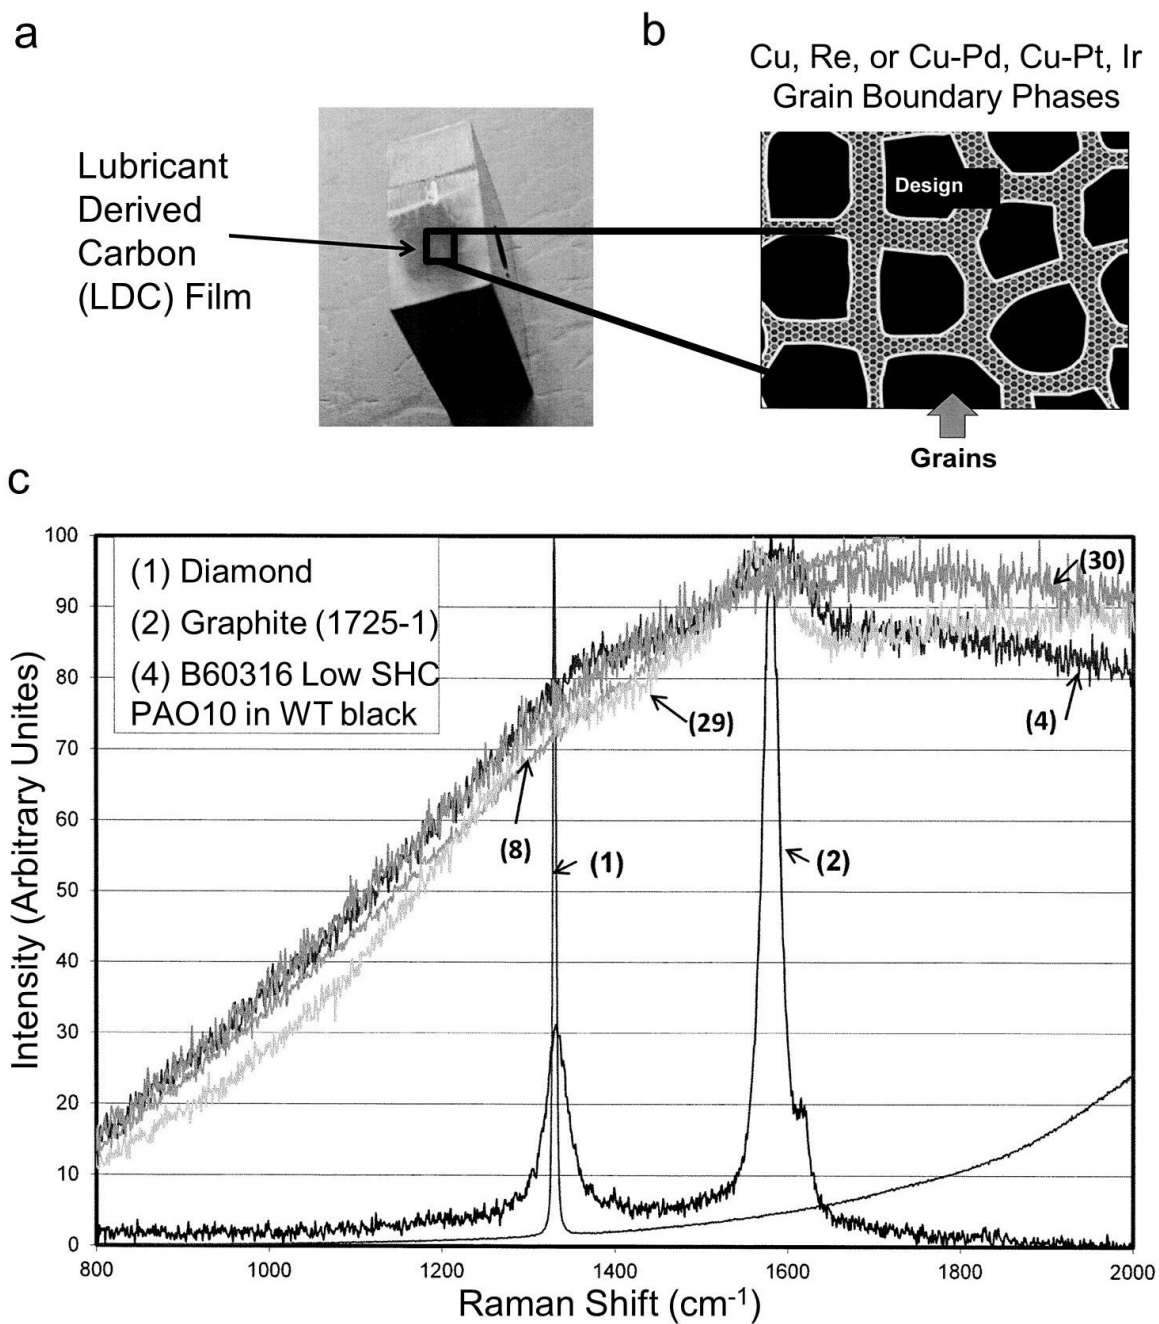 a
b
Cu, Re, or Cu-Pd, Cu-Pt, Ir
Grain Boundary Phases
Lubricant
Derived
Carbon
(LDC) Film
Design
Grains
c
100
90
80
70
60
50
40
30
20
10
0
Intensity (Arbitrary Unites)
(1) Diamond
(2) Graphite (1725-1)
(4) B60316 Low SHC
PAO10 in WT black
(30)
(29)
(4)
(8)
(1)
(2)
800
1000
1200
1400
1600
1800
2000
Raman Shift (cm-1)